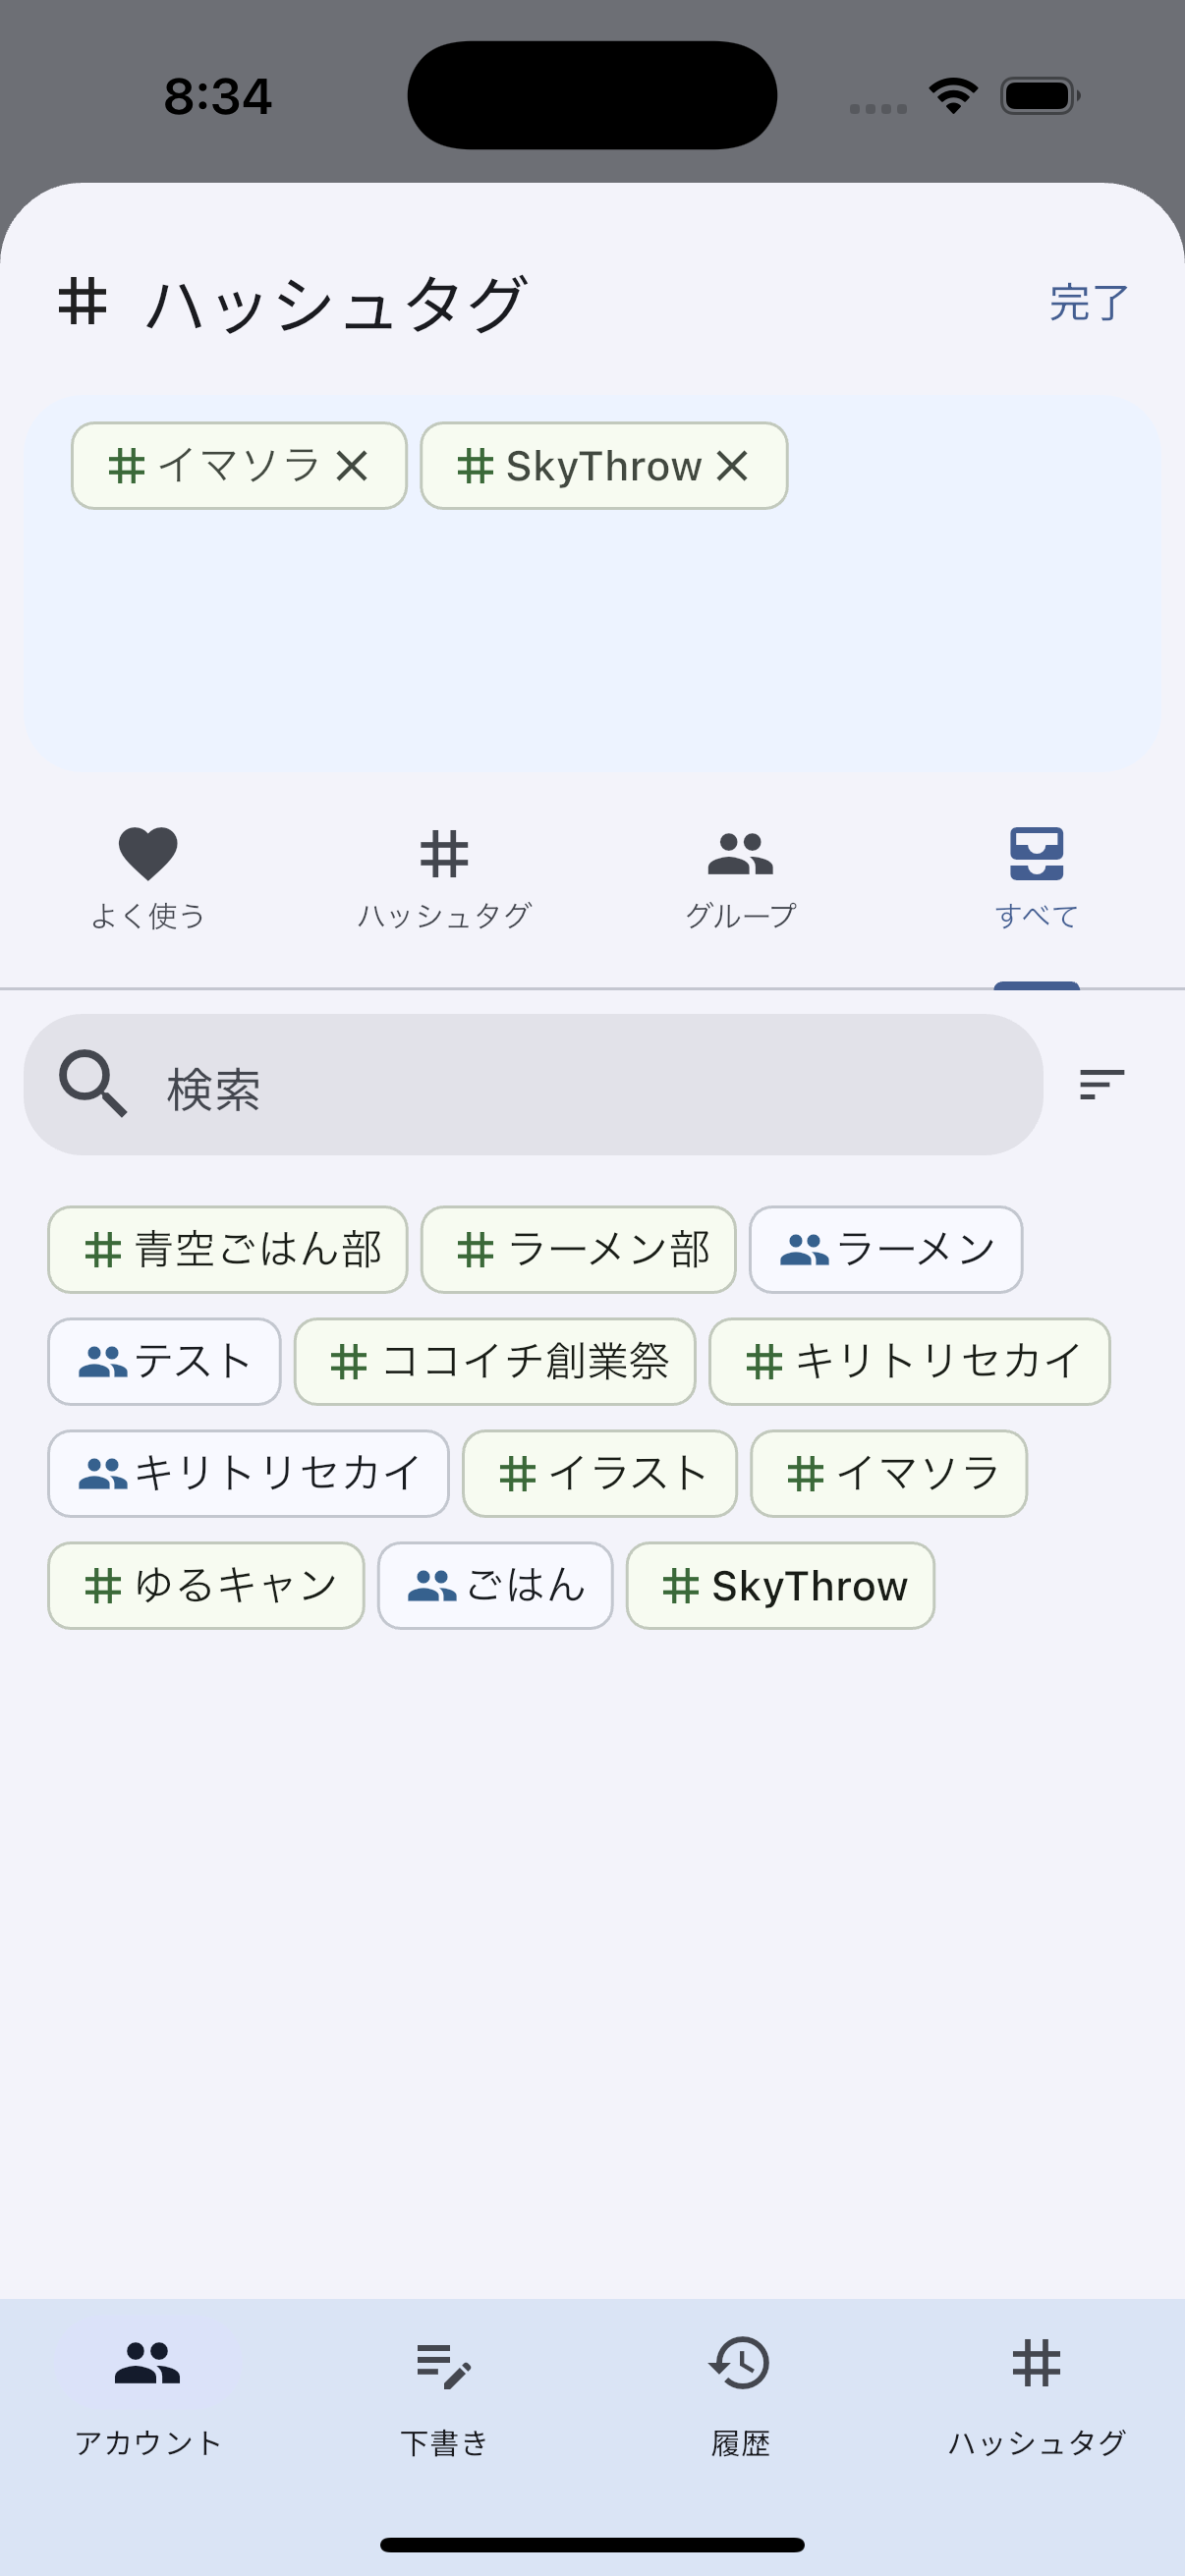 8:34
# ハッシュタグ 完了
# イマソラ × # SkyThrow ×
よく使う ハッシュタグ グループ すべて
検索
# 青空ごはん部 # ラーメン部 ラーメン
テスト # ココイチ創業祭 # キリトリセカイ
キリトリセカイ # イラスト # イマソラ
# ゆるキャン ごはん # SkyThrow
アカウント 下書き 履歴 ハッシュタグ